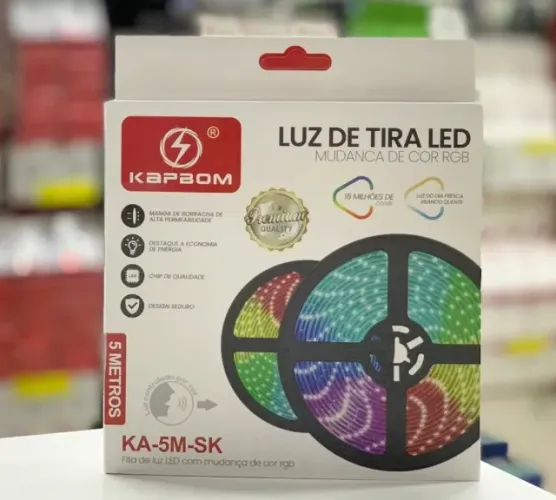 KAPBOM
®
LUZ DE TIRA LED
MUDANCA DE COR RGB
16 MILHÕES DE
LUZ DO DIA FRESCA
BRANCO QUENTE
Premium
QUALITY
MANGA DE BORRACHA DE
ALTA PERMEABILIDADE
DESTAQUE A ECONOMIA
DE ENERGIA
CHIP DE QUALIDADE
DESIGN SEGURO
5 METROS
KA-5M-SK
Fita de luz LED com mudança de cor rgb